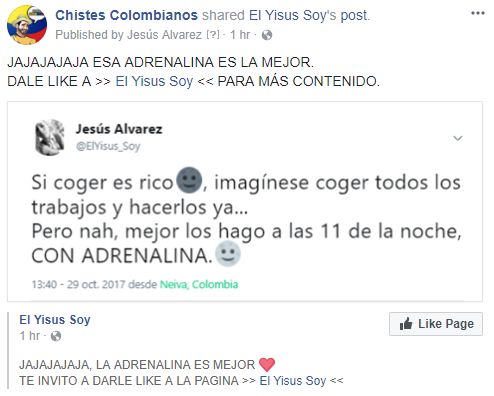 Chistes Colombianos shared El Yisus Soy's post.
Published by Jesús Alvarez [?] · 1 hr ·
JAJAJAJAJA ESA ADRENALINA ES LA MEJOR.
DALE LIKE A >> El Yisus Soy << PARA MÁS CONTENIDO.
Jesús Alvarez
@ElYisus_Soy
Si coger es rico🌚, imagínese coger todos los
trabajos y hacerlos ya...
Pero nah, mejor los hago a las 11 de la noche,
CON ADRENALINA.🌝
13:40 - 29 oct. 2017 desde Neiva, Colombia
El Yisus Soy
1 hr ·
Like Page
JAJAJAJAJA, LA ADRENALINA ES MEJOR ❤
TE INVITO A DARLE LIKE A LA PAGINA >> El Yisus Soy <<